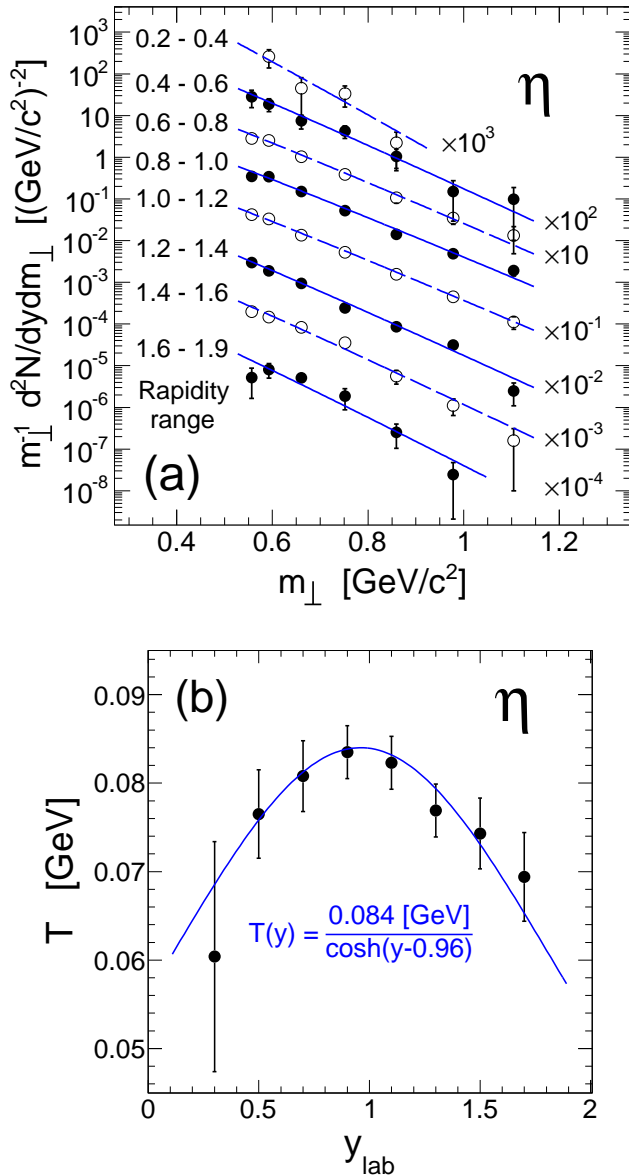 10³
10²
10
1
10⁻¹
10⁻²
10⁻³
10⁻⁴
10⁻⁵
10⁻⁶
10⁻⁷
10⁻⁸
m⊥⁻¹ d²N/dydm⊥ [(GeV/c²)⁻²]
0.2 - 0.4
0.4 - 0.6
0.6 - 0.8
0.8 - 1.0
1.0 - 1.2
1.2 - 1.4
1.4 - 1.6
1.6 - 1.9
Rapidity
range
(a)
η
×10³
×10²
×10
×10⁻¹
×10⁻²
×10⁻³
×10⁻⁴
0.4 0.6 0.8 1 1.2
m⊥ [GeV/c²]
(b)
η
0.09
0.08
0.07
0.06
0.05
T [GeV]
T(y) = 0.084 [GeV]
cosh(y-0.96)
0 0.5 1 1.5 2
y_lab